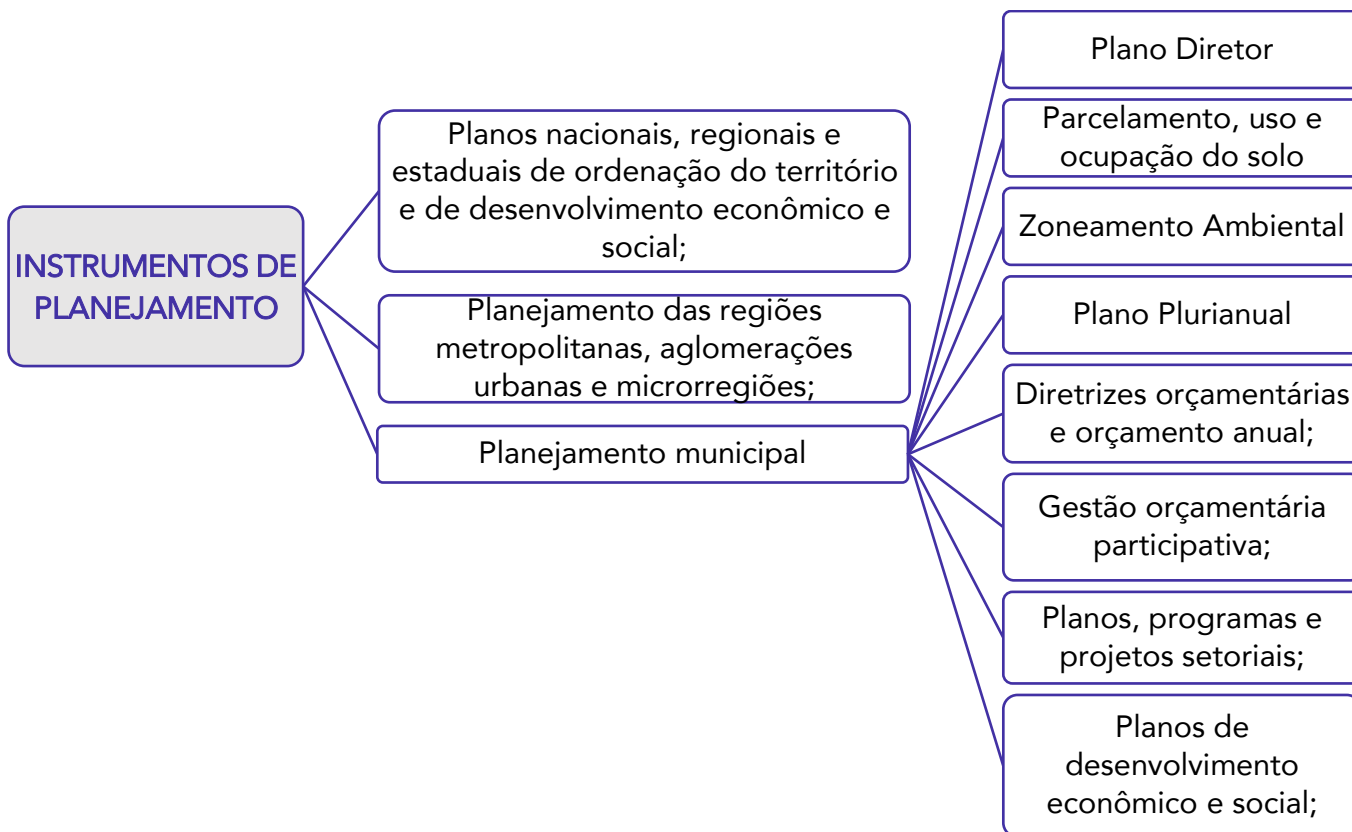 INSTRUMENTOS DE
PLANEJAMENTO
Planos nacionais, regionais e
estaduais de ordenação do território
e de desenvolvimento econômico e
social;
Planejamento das regiões
metropolitanas, aglomerações
urbanas e microrregiões;
Planejamento municipal
Plano Diretor
Parcelamento, uso e
ocupação do solo
Zoneamento Ambiental
Plano Plurianual
Diretrizes orçamentárias
e orçamento anual;
Gestão orçamentária
participativa;
Planos, programas e
projetos setoriais;
Planos de
desenvolvimento
econômico e social;